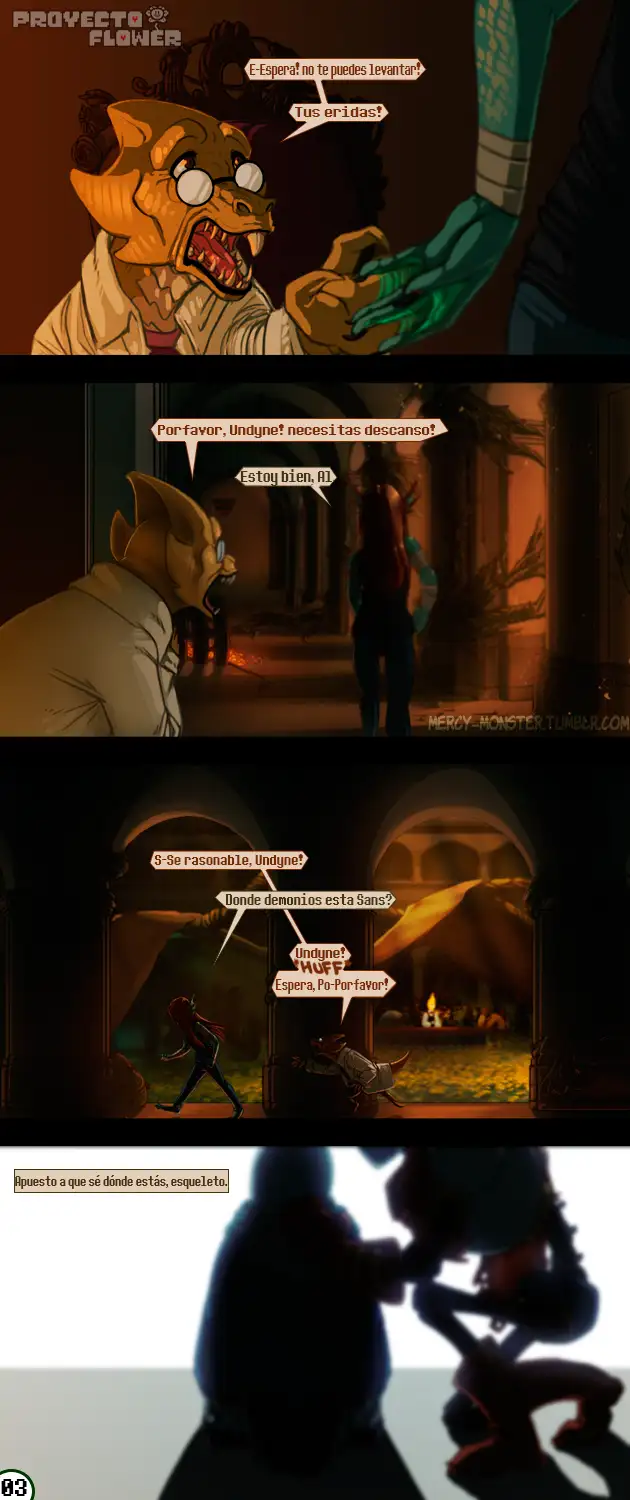 PROYECTO
FLOWER
E-Espera! no te puedes levantar!
Tus eridas!
Porfavor, Undyne! necesitas descanso!
Estoy bien, Al
MERCY-MONSTER.TUMBLR.COM
S-Se rasonable, Undyne!
Donde demonios esta Sans?
Undyne!
*HUFF*
Espera, Po-Porfavor!
Apuesto a que sé dónde estás, esqueleto.
03